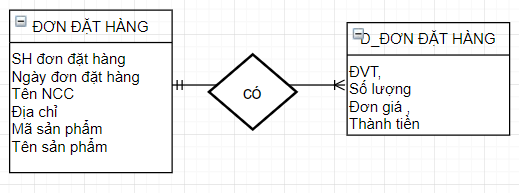 ĐƠN ĐẶT HÀNG
SH đơn đặt hàng
Ngày đơn đặt hàng
Tên NCC
Địa chỉ
Mã sản phẩm
Tên sản phẩm
CÓ
D_ĐƠN ĐẶT HÀNG
ĐVT,
Số lượng
Đơn giá ,
Thành tiền